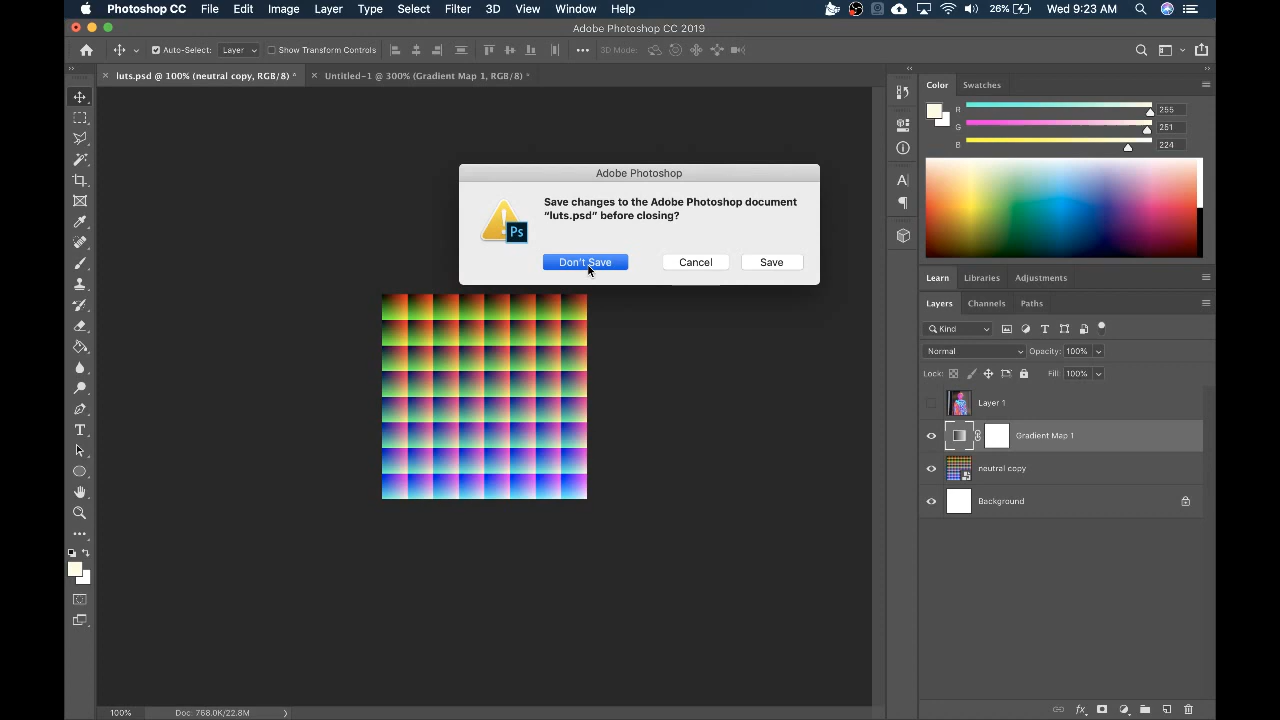 Photoshop CC File Edit Image Layer Type Select Filter 3D View Window Help 26% Wed 9:23 AM
Adobe Photoshop CC 2019
Auto-Select: Layer Show Transform Controls 3D Mode:
luts.psd @ 100% (neutral copy, RGB/8) * Untitled-1 @ 300% (Gradient Map 1, RGB/8) *
Color Swatches
R 255
G 251
B 224
Adobe Photoshop
Save changes to the Adobe Photoshop document
“luts.psd” before closing?
Ps
Don't Save Cancel Save
Learn Libraries Adjustments
Layers Channels Paths
Kind
Normal Opacity: 100%
Lock: Fill: 100%
Layer 1
Gradient Map 1
neutral copy
Background
100% Doc: 768.0K/22.8M